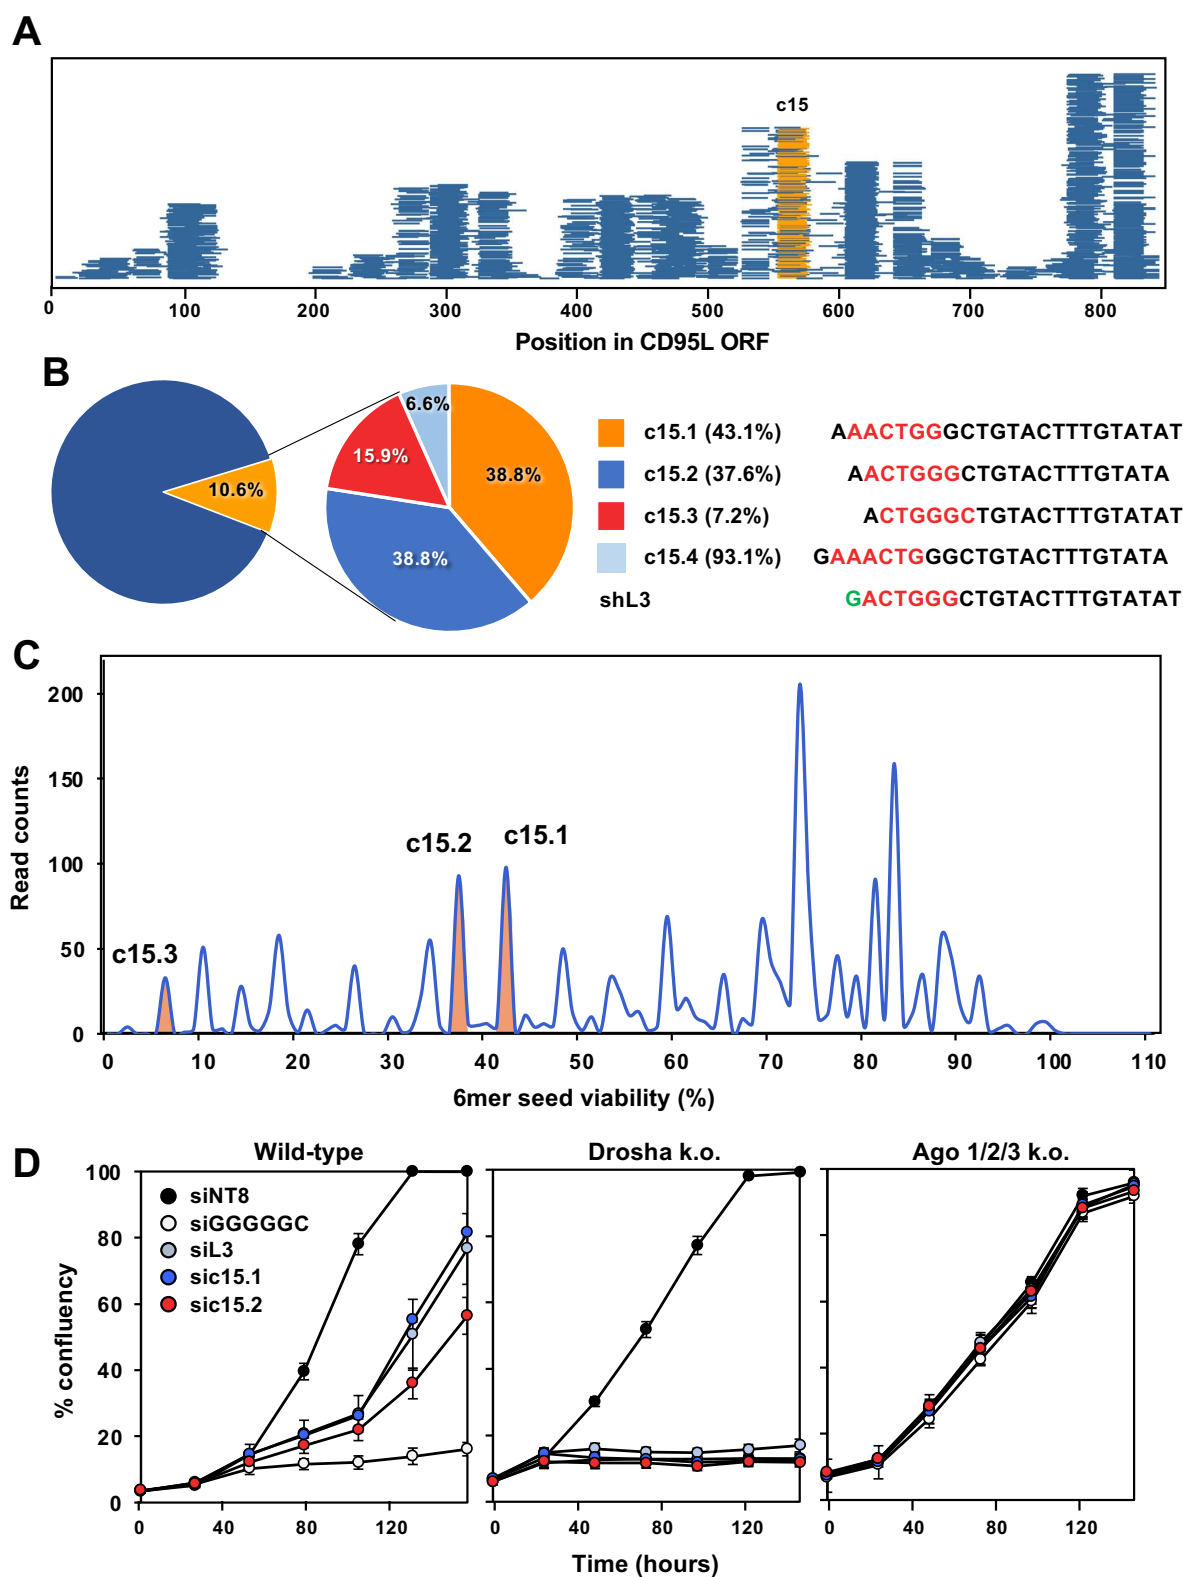 A
c15
0 100 200 300 400 500 600 700 800
Position in CD95L ORF
B
10.6%
6.6%
15.9%
38.8%
38.8%
c15.1 (43.1%) AAACTGGGCTGTACTTTGTATAT
c15.2 (37.6%) AACTGGGCTGTACTTTGTATA
c15.3 (7.2%) ACTGGGCTGTACTTTGTATAT
c15.4 (93.1%) GAAACTGGGCTGTACTTTGTATA
shL3 GACTGGGCTGTACTTTGTATAT
C
Read counts
200
150
100
50
0
c15.3
c15.2
c15.1
0 10 20 30 40 50 60 70 80 90 100 110
6mer seed viability (%)
D
Wild-type
Drosha k.o.
Ago 1/2/3 k.o.
% confluency
100
80
60
40
20
0
siNT8
siGGGGGC
siL3
sic15.1
sic15.2
0 40 80 120
0 40 80 120
0 40 80 120
Time (hours)